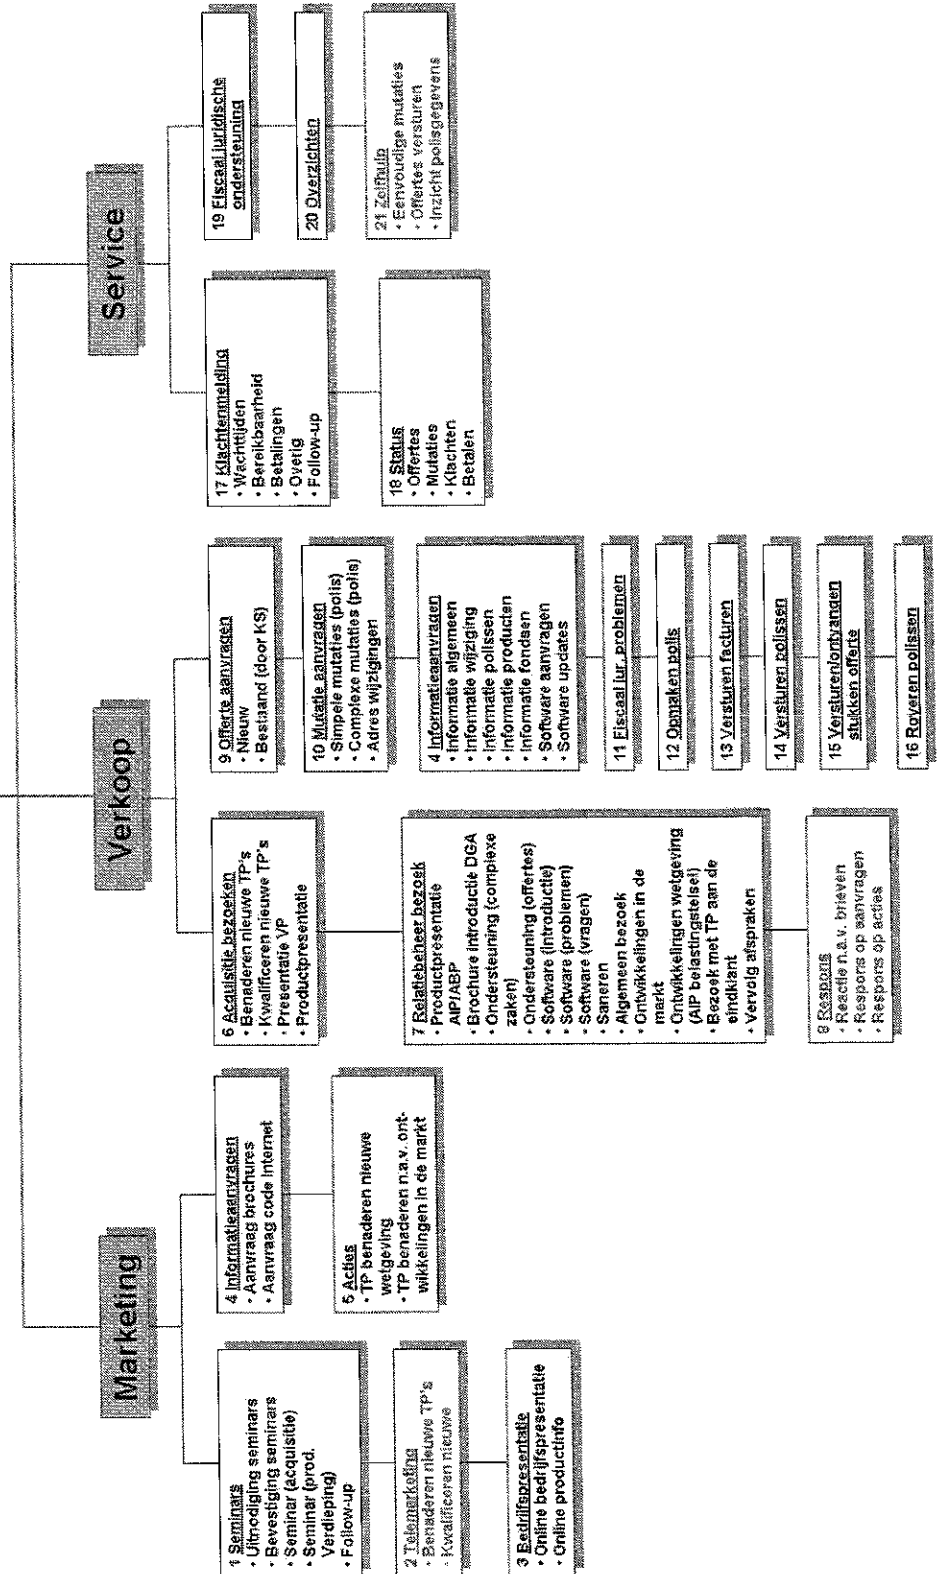 Marketing
1 Seminars
• Uitnodiging seminars
• Bevestiging seminars
• Seminar (acquisitie)
• Seminar (prod.
Verdieping)
• Follow-up
2 Telemarketing
• Benaderen nieuwe TP's
• Kwalificeren nieuwe
3 Bedrijfspresentatie
• Online bedrijfspresentatie
• Online productinfo
4 Informatieaanvragen
• Aanvraag brochures
• Aanvraag code Internet
5 Acties
• TP benaderen nieuwe
wetgeving
• TP benaderen n.a.v. ont-
wikkelingen in de markt
Verkoop
6 Acquisitie bezoeken
• Benaderen nieuwe TP's
• Kwalificeren nieuwe TP's
• Presentatie VP
• Productpresentatie
7 Relatiebeheer bezoek
• Productpresentatie
AIP/ABP
• Brochure introductie DGA
• Ondersteuning (complexe
zaken)
• Ondersteuning (offertes)
• Software (introductie)
• Software (problemen)
• Software (vragen)
• Saneren
• Algemeen bezoek
• Ontwikkelingen in de
markt
• Ontwikkelingen wetgeving
(AIP belastingstelsel)
• Bezoek met TP aan de
eindklant
• Vervolg afspraken
8 Respons
• Reactie n.a.v. brieven
• Respons op aanvragen
• Respons op acties
9 Offerte aanvragen
• Nieuw
• Bestaand (door KS)
10 Mutatie aanvragen
• Simpele mutaties (polis)
• Complexe mutaties (polis)
• Adres wijzigingen
4 Informatieaanvragen
• Informatie algemeen
• Informatie wijziging
• Informatie polissen
• Informatie producten
• Informatie fondsen
• Software aanvragen
• Software updates
11 Fiscaal jur. problemen
12 Opmaken polis
13 Versturen facturen
14 Versturen polissen
15 Versturen/ontvangen
stukken offerte
16 Royeren polissen
Service
17 Klachtenmelding
• Wachttijden
• Bereikbaarheid
• Betalingen
• Overig
• Follow-up
18 Status
• Offertes
• Mutaties
• Klachten
• Betalen
19 Fiscaal juridische
ondersteuning
20 Overzichten
21 Zelfhulp
• Eenvoudige mutaties
• Offertes versturen
• Inzicht polisgegevens